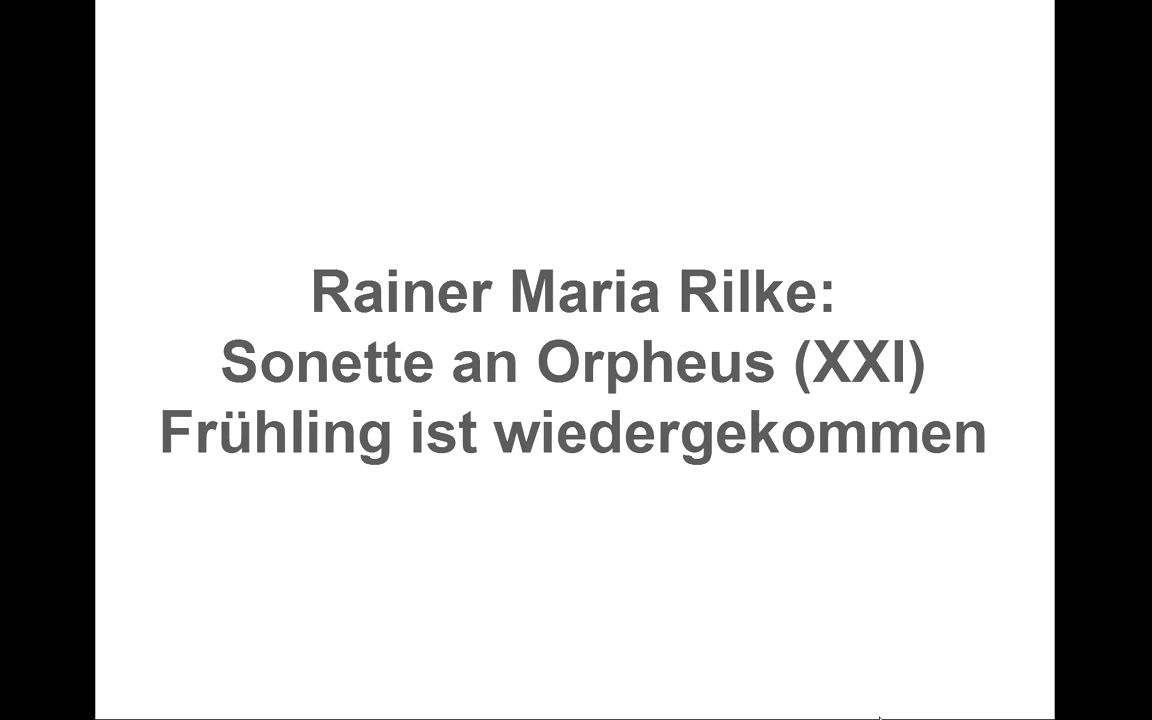 Rainer Maria Rilke:
Sonette an Orpheus (XXI)
Frühling ist wiedergekommen